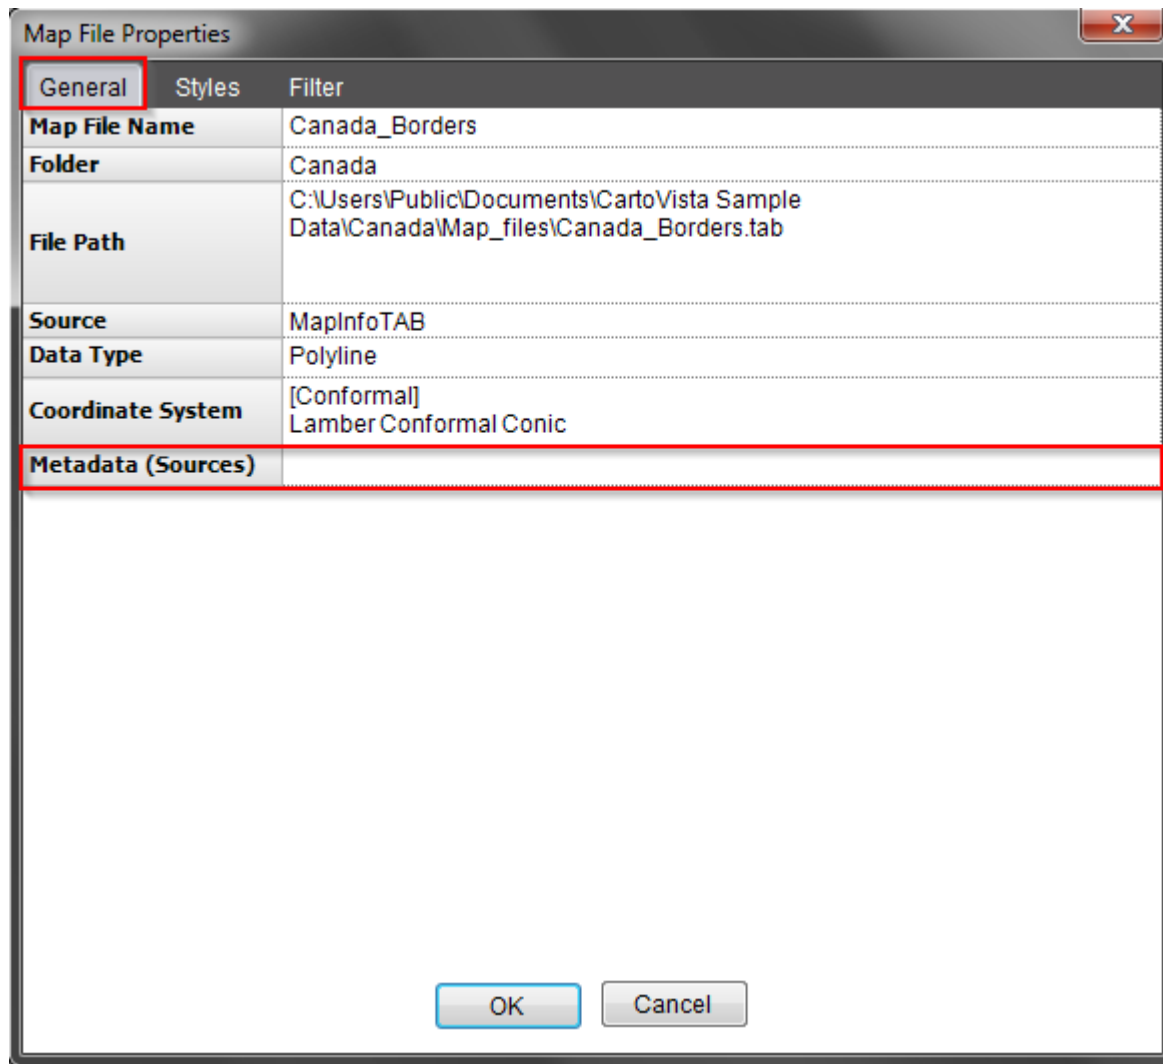 Map File Properties
X
General Styles Filter
Map File Name Canada_Borders
Folder Canada
File Path C:\Users\Public\Documents\CartoVista Sample
Data\Canada\Map_files\Canada_Borders.tab
Source MapInfoTAB
Data Type Polyline
Coordinate System [Conformal]
Lamber Conformal Conic
Metadata (Sources)
OK Cancel